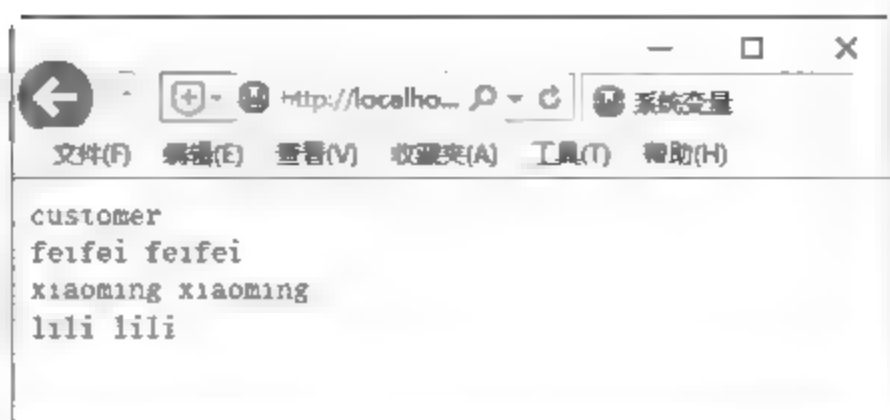 http://localho... 系统变量
文件(F) 编辑(E) 查看(V) 收藏夹(A) 工具(T) 帮助(H)
customer
feifei feifei
xiaoming xiaoming
lili lili